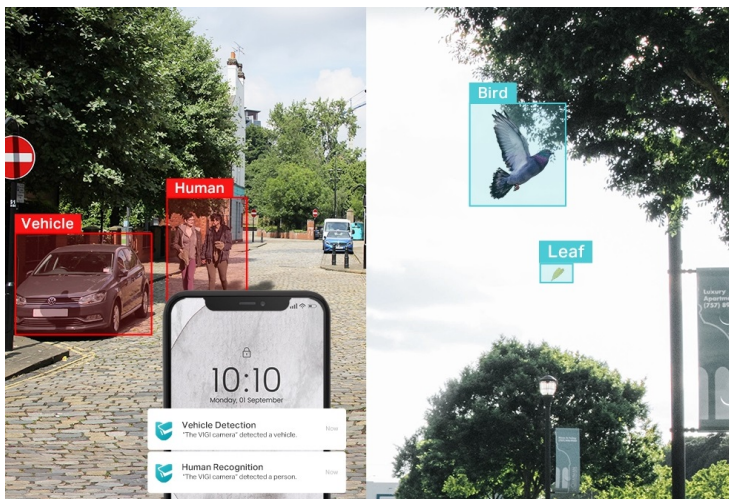 Vehicle
Human
10:10
Monday, 01 September
Vehicle Detection
Now
"The VIGI camera" detected a vehicle.
Human Recognition
Now
"The VIGI camera" detected a person.
Bird
Leaf
Luxury